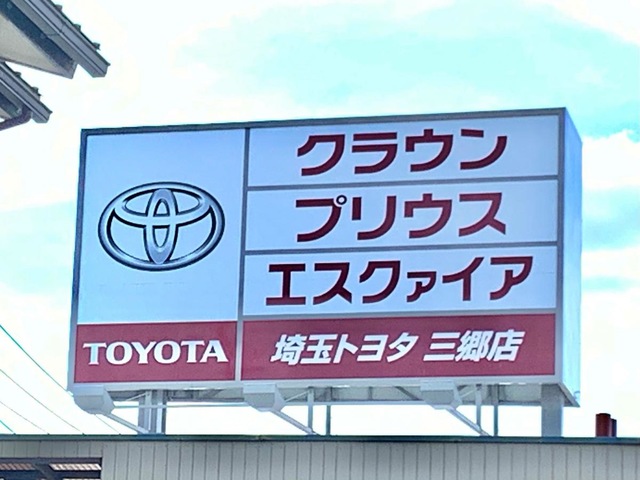 クラウン
プリウス
エスクァイア
TOYOTA
埼玉トヨタ 三郷店